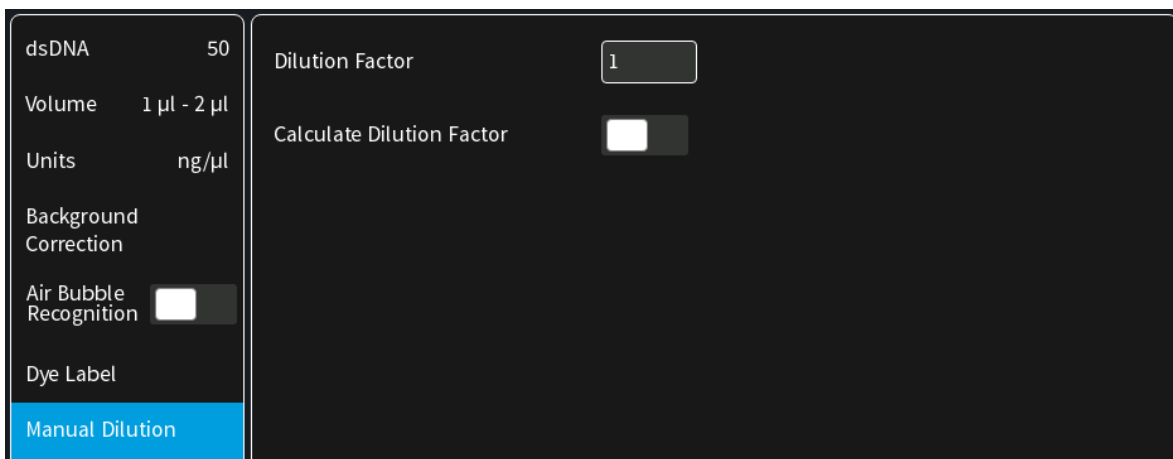 dsDNA 50
Volume 1 µl - 2 µl
Units ng/µl
Background
Correction
Air Bubble
Recognition
Dye Label
Manual Dilution
Dilution Factor 1
Calculate Dilution Factor